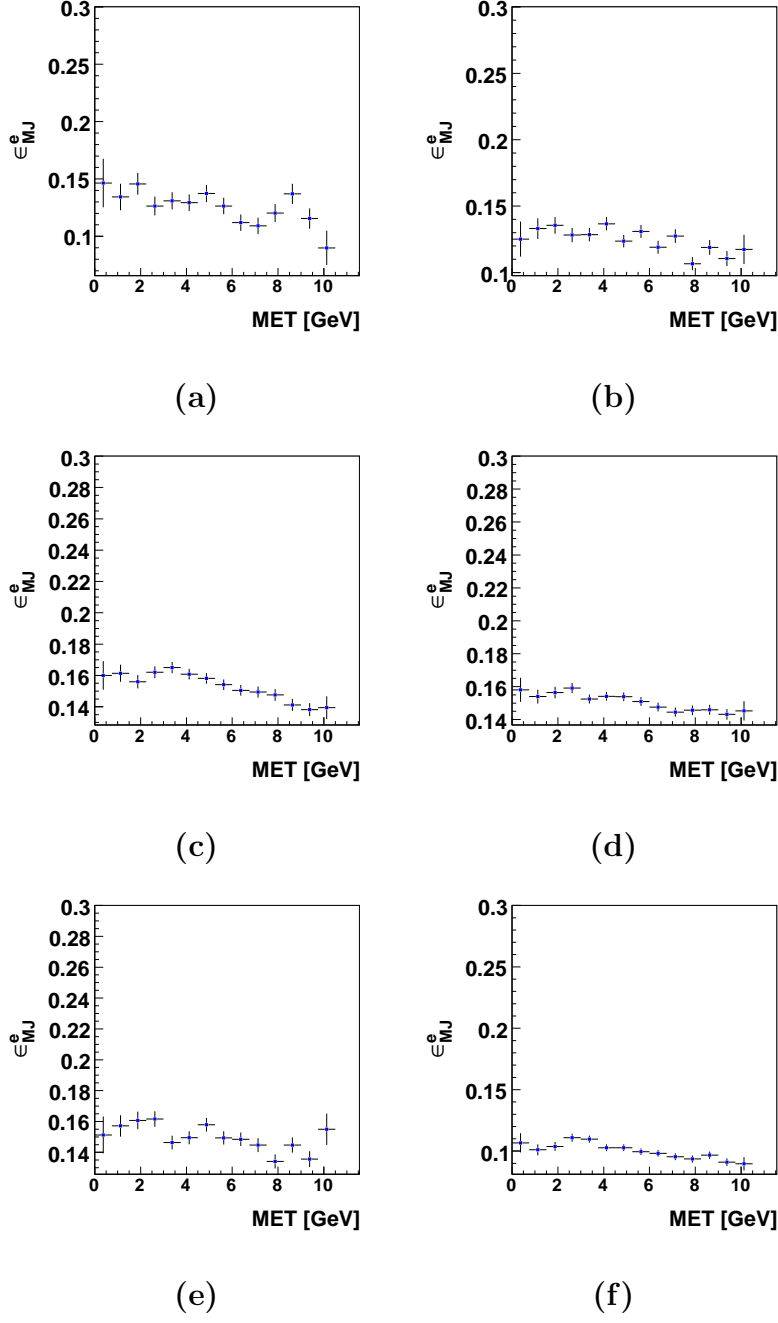 0.3 0.3
0.25 0.25
0.2 0.2
0.15 0.15
0.1 0.1
∈ᵉMJ ∈ᵉMJ
0 2 4 6 8 10 0 2 4 6 8 10
MET [GeV] MET [GeV]
(a) (b)
0.3 0.3
0.28 0.28
0.26 0.26
0.24 0.24
0.22 0.22
0.2 0.2
0.18 0.18
0.16 0.16
0.14 0.14
∈ᵉMJ ∈ᵉMJ
0 2 4 6 8 10 0 2 4 6 8 10
MET [GeV] MET [GeV]
(c) (d)
0.3 0.3
0.28
0.26 0.25
0.24
0.22
0.2 0.2
0.18
0.16 0.15
0.14 0.1
∈ᵉMJ ∈ᵉMJ
0 2 4 6 8 10 0 2 4 6 8 10
MET [GeV] MET [GeV]
(e) (f)